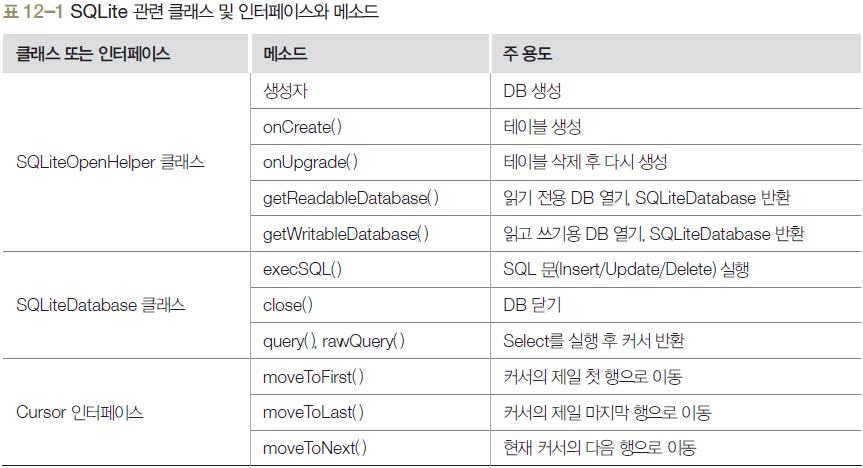 표 12-1 SQLite 관련 클래스 및 인터페이스와 메소드
클래스 또는 인터페이스 메소드 주 용도
생성자 DB 생성
onCreate( ) 테이블 생성
SQLiteOpenHelper 클래스 onUpgrade( ) 테이블 삭제 후 다시 생성
getReadableDatabase( ) 읽기 전용 DB 열기, SQLiteDatabase 반환
getWritableDatabase( ) 읽고 쓰기용 DB 열기, SQLiteDatabase 반환
execSQL( ) SQL 문(Insert/Update/Delete) 실행
SQLiteDatabase 클래스 close( ) DB 닫기
query( ), rawQuery( ) Select를 실행 후 커서 반환
moveToFirst( ) 커서의 제일 첫 행으로 이동
Cursor 인터페이스 moveToLast( ) 커서의 제일 마지막 행으로 이동
moveToNext( ) 현재 커서의 다음 행으로 이동